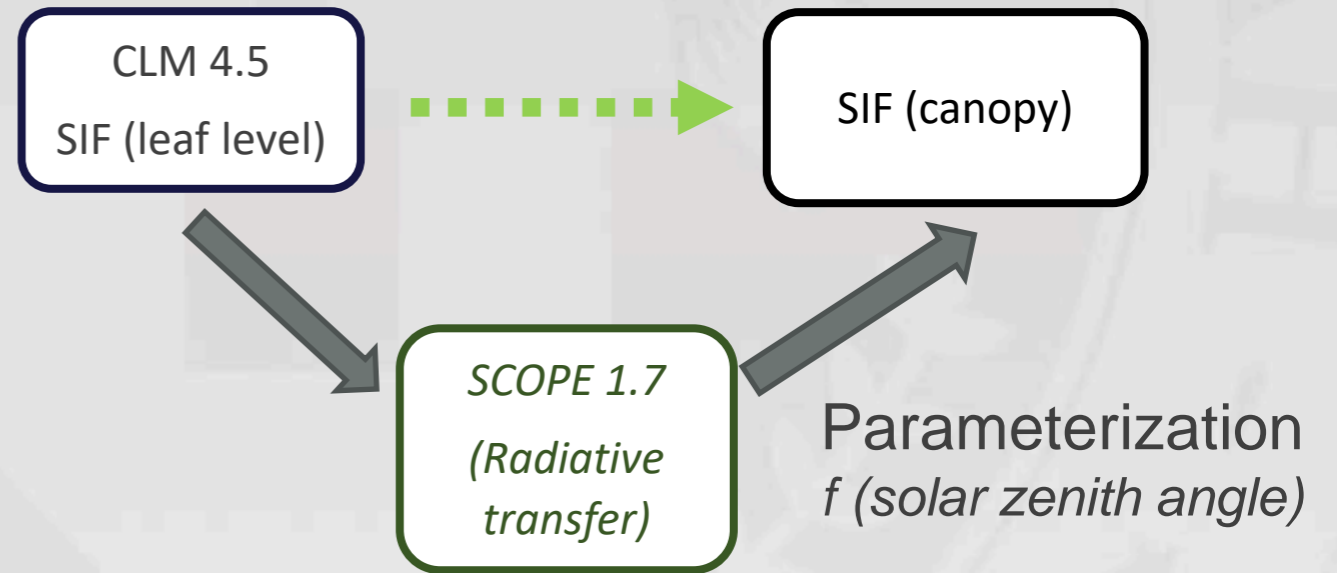 CLM 4.5
SIF (leaf level)
SIF (canopy)
SCOPE 1.7
(Radiative
transfer)
Parameterization
f (solar zenith angle)